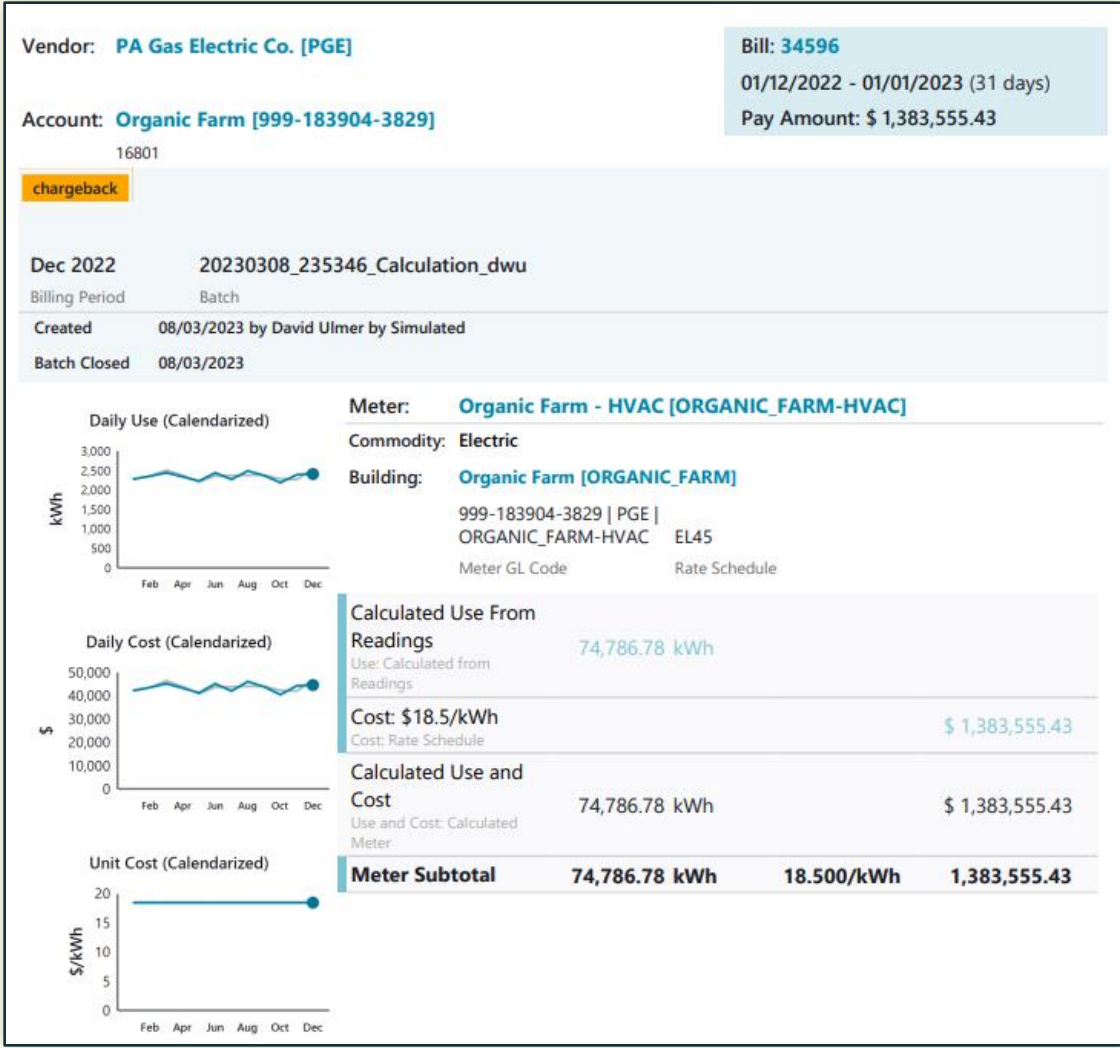 Vendor: PA Gas Electric Co. [PGE]
Bill: 34596
01/12/2022 - 01/01/2023 (31 days)
Pay Amount: $ 1,383,555.43
Account: Organic Farm [999-183904-3829]
16801
chargeback
Dec 2022 20230308_235346_Calculation_dwu
Billing Period Batch
Created 08/03/2023 by David Ulmer by Simulated
Batch Closed 08/03/2023
Daily Use (Calendarized)
kWh
3,000
2,500
2,000
1,500
1,000
500
0
Feb Apr Jun Aug Oct Dec
Daily Cost (Calendarized)
$
50,000
40,000
30,000
20,000
10,000
0
Feb Apr Jun Aug Oct Dec
Unit Cost (Calendarized)
$/kWh
20
15
10
5
0
Feb Apr Jun Aug Oct Dec
Meter: Organic Farm - HVAC [ORGANIC_FARM-HVAC]
Commodity: Electric
Building: Organic Farm [ORGANIC_FARM]
999-183904-3829 | PGE |
ORGANIC_FARM-HVAC EL45
Meter GL Code Rate Schedule
Calculated Use From
Readings 74,786.78 kWh
Use: Calculated from
Readings
Cost: $18.5/kWh $ 1,383,555.43
Cost: Rate Schedule
Calculated Use and
Cost 74,786.78 kWh $ 1,383,555.43
Use and Cost: Calculated
Meter
Meter Subtotal 74,786.78 kWh 18.500/kWh 1,383,555.43